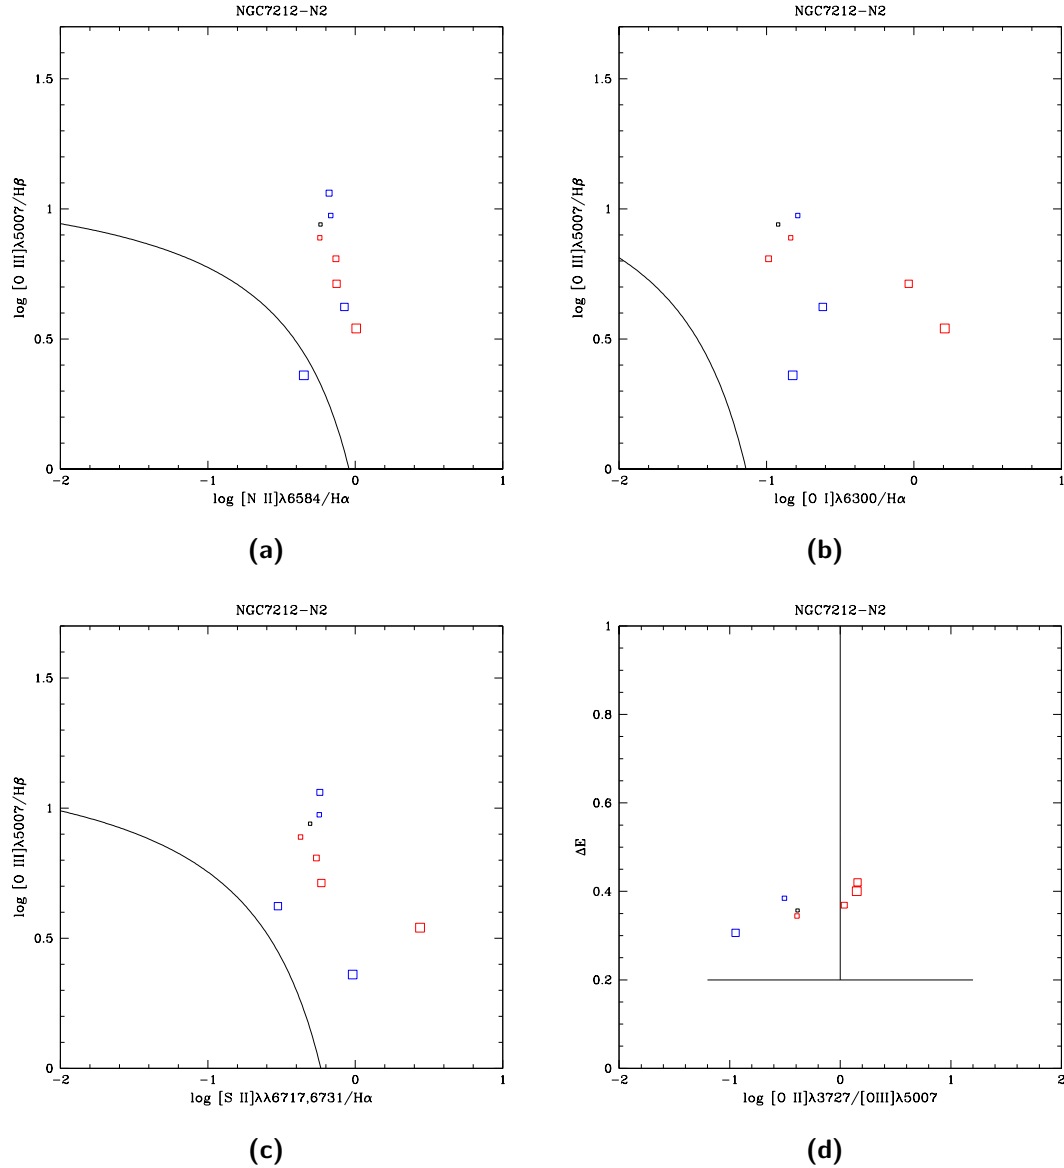 NGC7212-N2
NGC7212-N2
1.5
1
0.5
0
log [O III]λ5007/Hβ
-2
-1
0
1
log [N II]λ6584/Hα
1.5
1
0.5
0
log [O III]λ5007/Hβ
-2
-1
0
1
log [O I]λ6300/Hα
(a)
(b)
NGC7212-N2
NGC7212-N2
1.5
1
0.5
0
log [O III]λ5007/Hβ
-2
-1
0
1
log [S II]λλ6717,6731/Hα
1
0.8
0.6
0.4
0.2
0
ΔE
-2
-1
0
1
2
log [O II]λ3727/[OIII]λ5007
(c)
(d)